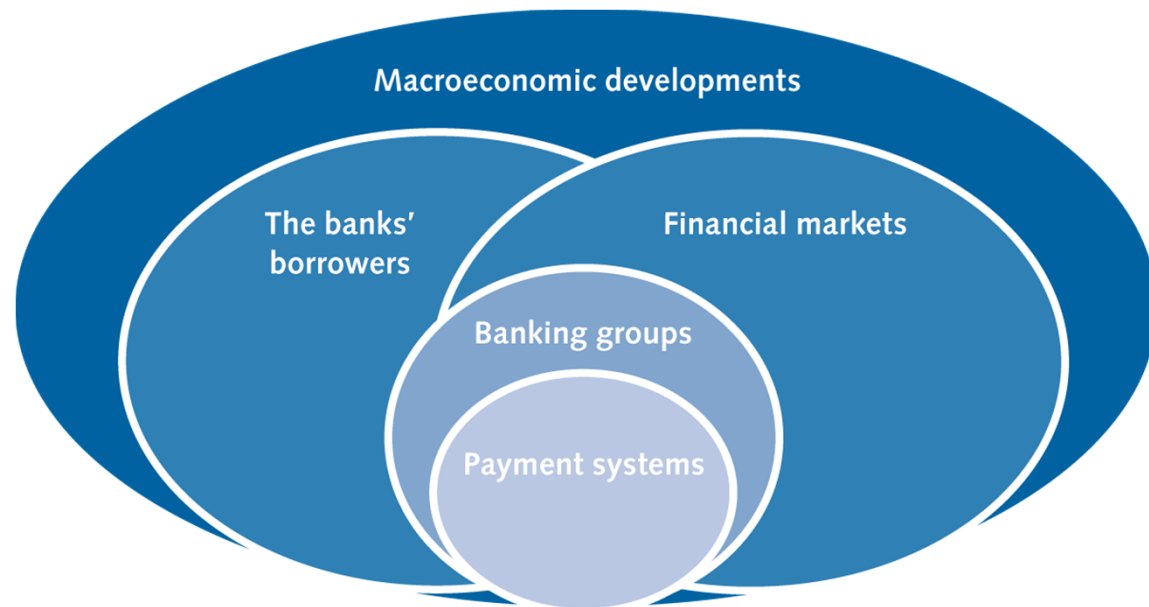 Macroeconomic developments
The banks’
borrowers
Financial markets
Banking groups
Payment systems